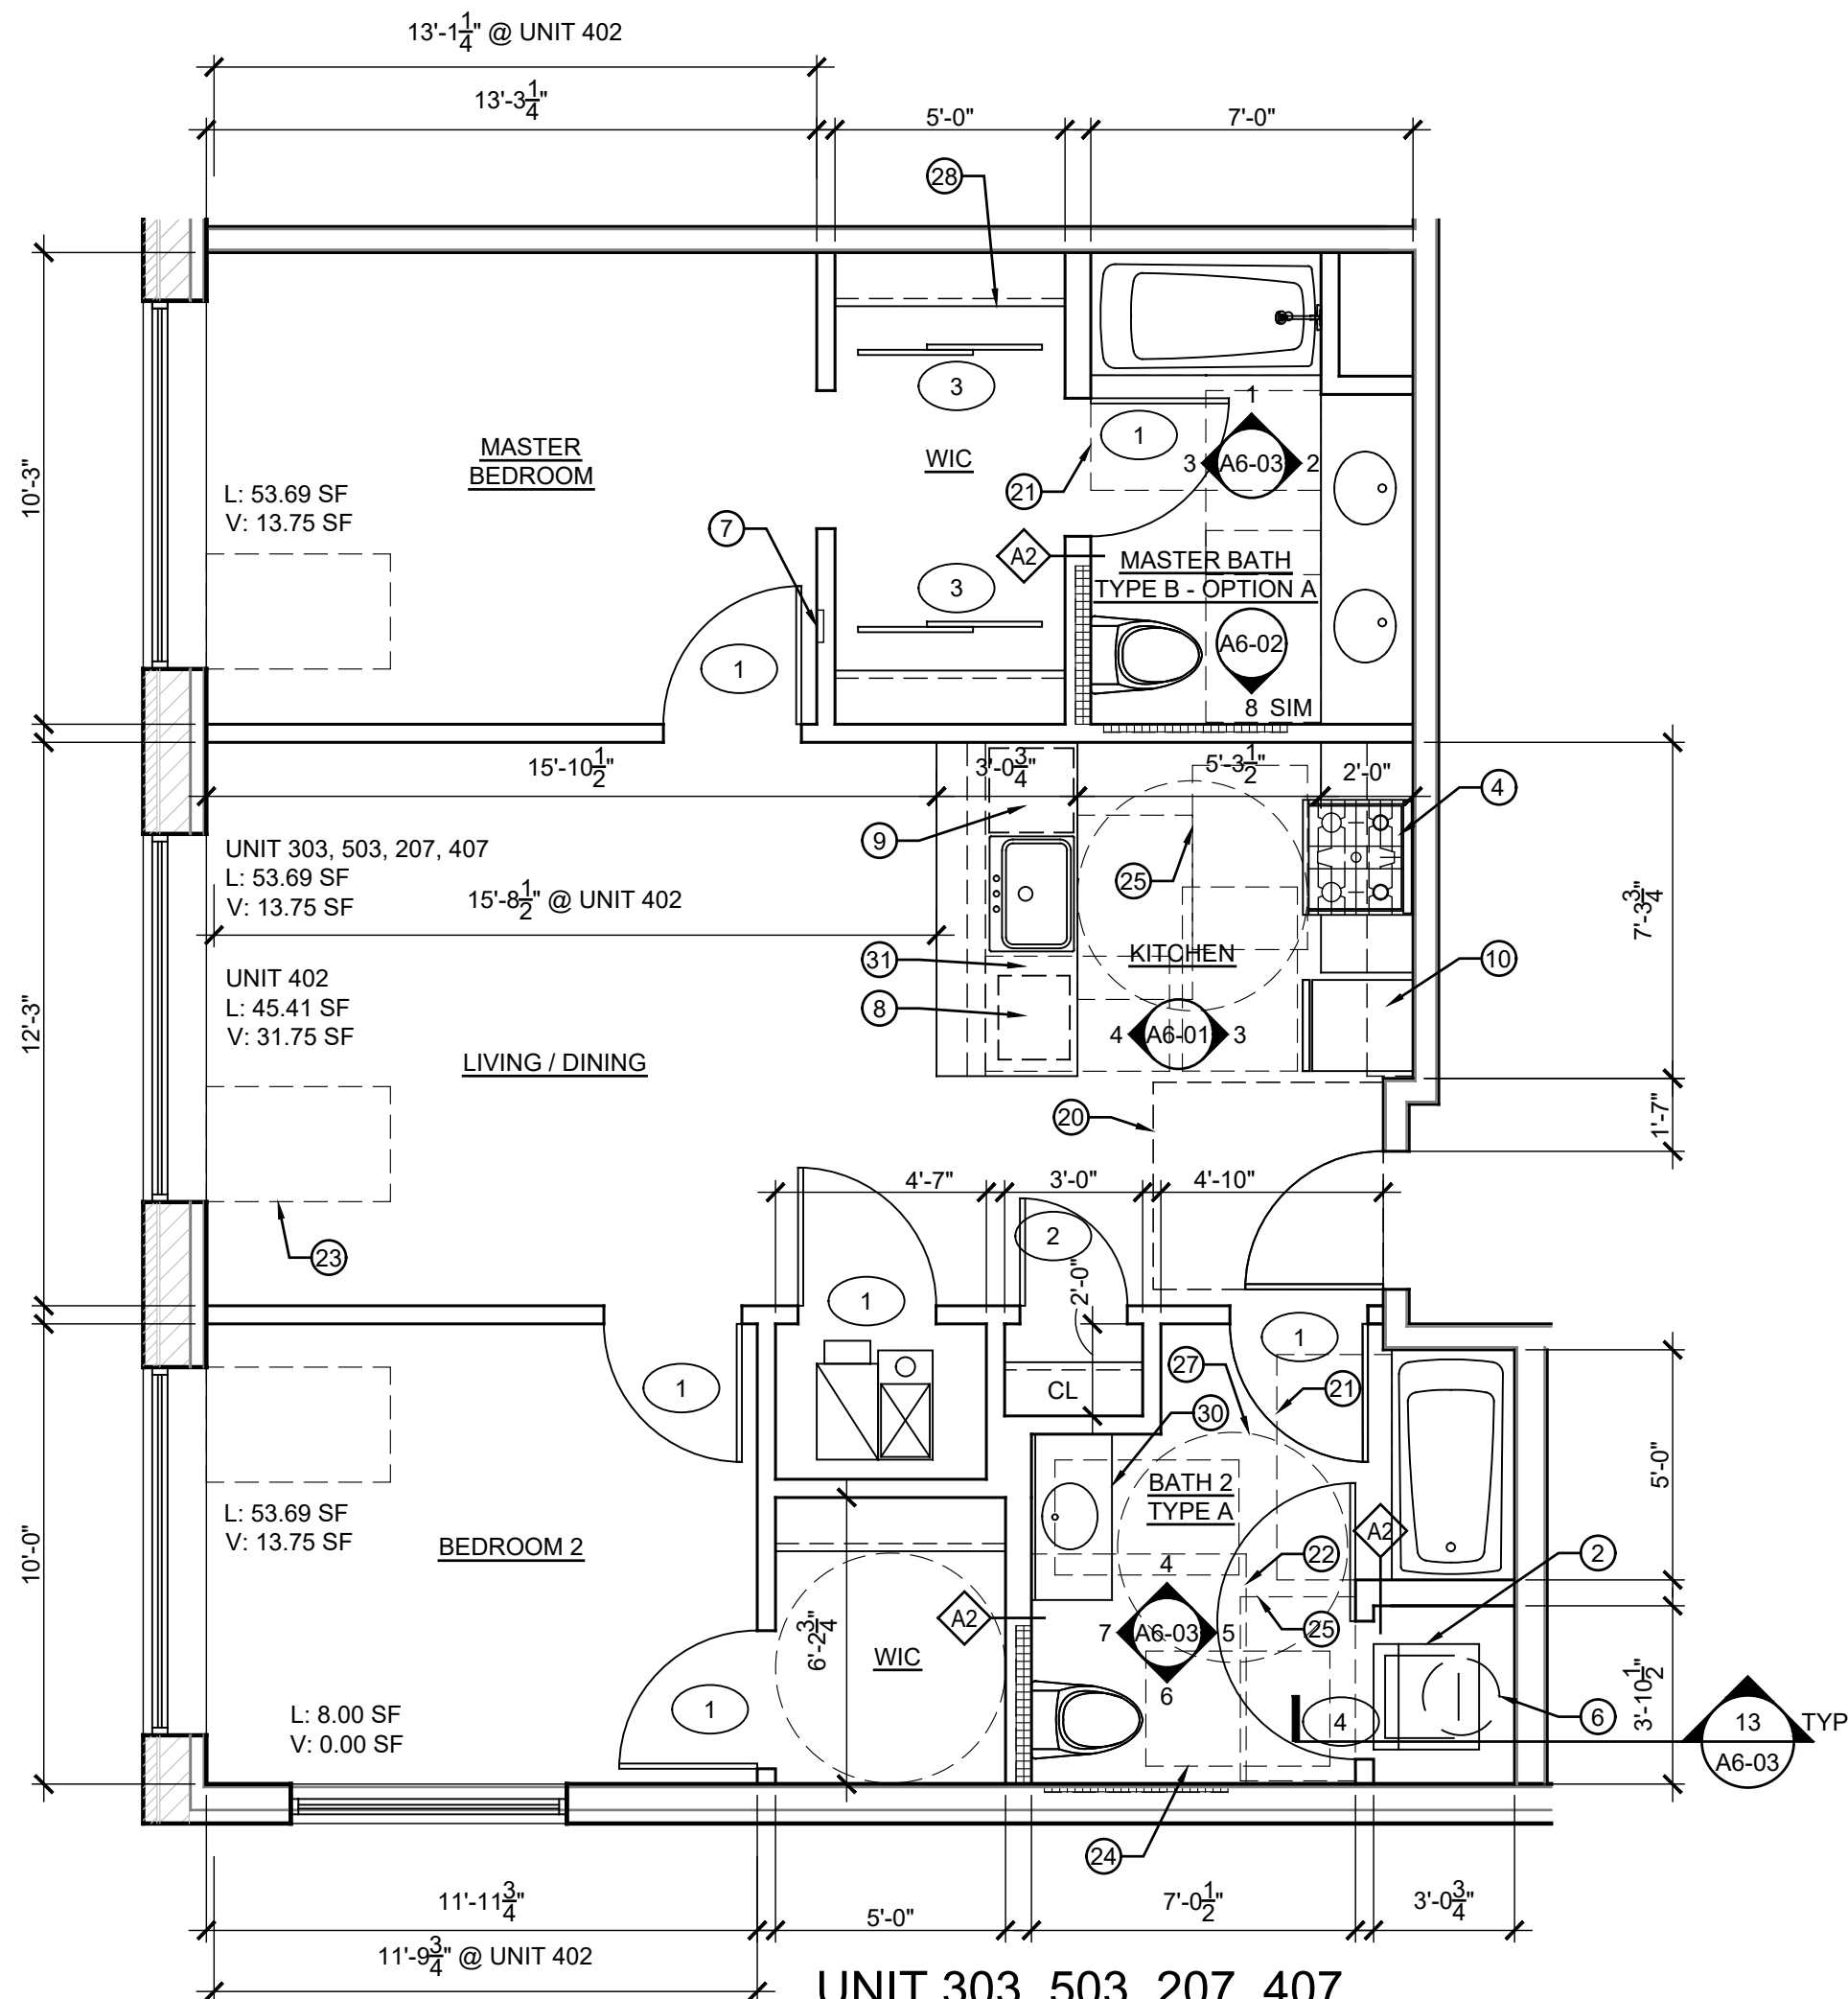 13'-1 1/4" @ UNIT 402
13'-3 1/4"
5'-0"
7'-0"
28
3
1
1
3 A6-03 2
MASTER
BEDROOM
WIC
10'-3"
L: 53.69 SF
V: 13.75 SF
21
7
A2
MASTER BATH
TYPE B - OPTION A
3
A6-02
1
8 SIM
15'-10 1/2"
3'-0 3/4"
5'-3 1/2"
2'-0"
4
9
UNIT 303, 503, 207, 407
L: 53.69 SF
V: 13.75 SF
15'-8 1/2" @ UNIT 402
25
7'-3 3/4"
31
KITCHEN
10
UNIT 402
L: 45.41 SF
V: 31.75 SF
8
12'-3"
4 A6-01 3
LIVING / DINING
20
1'-7"
4'-7"
3'-0"
4'-10"
2
23
2'-0"
1
1
27
21
1
CL
30
5'-0"
BATH 2
TYPE A
L: 53.69 SF
V: 13.75 SF
BEDROOM 2
A2
10'-0"
4
22
2
A2
7 A6-03 5
25
6'-2 3/4"
WIC
6
1
L: 8.00 SF
V: 0.00 SF
4
6
3'-10 1/2"
13 TYP
A6-03
24
11'-11 3/4"
5'-0"
7'-0 1/2"
3'-0 3/4"
11'-9 3/4" @ UNIT 402
UNIT 303, 503, 207, 407